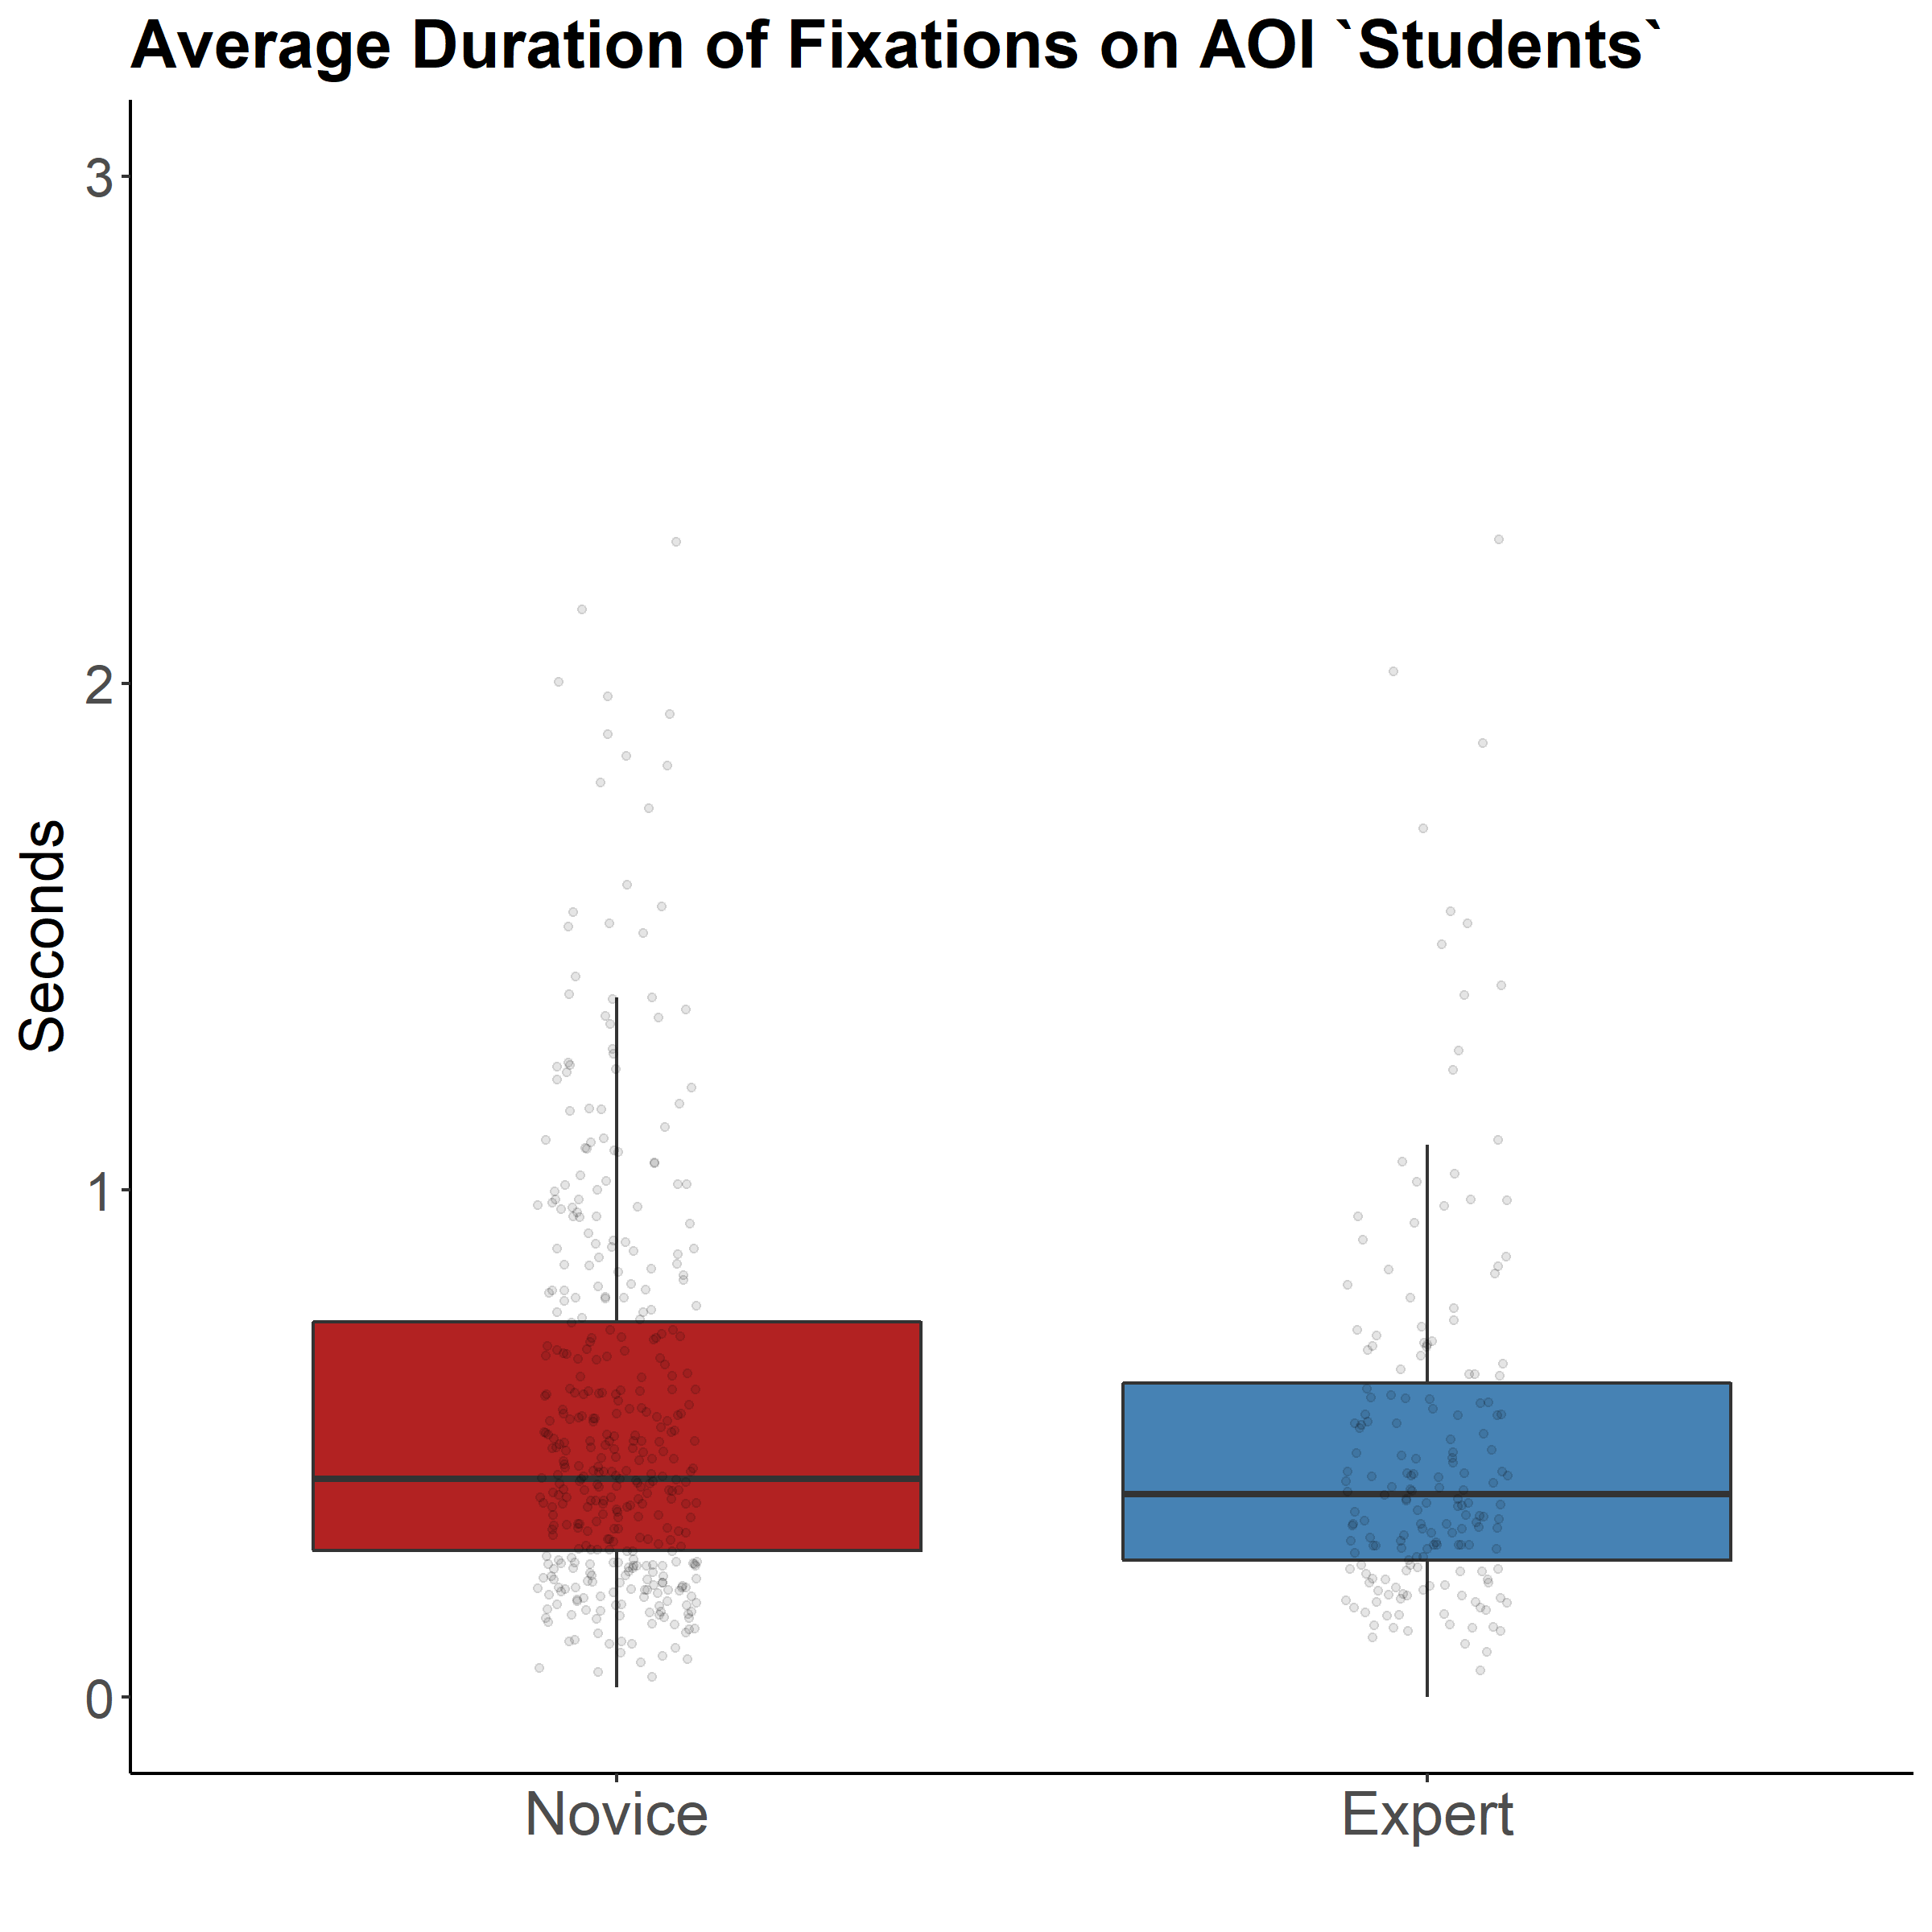 Average Duration of Fixations on AOI `Students`
3
2
1
0
Seconds
Novice
Expert